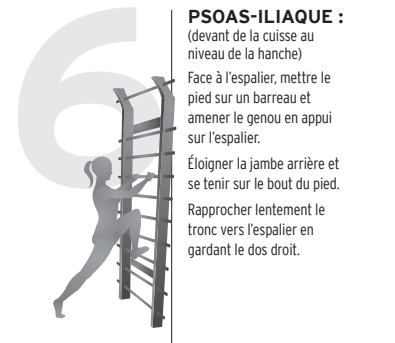 6
PSOAS-ILIAQUE :
(devant de la cuisse au
niveau de la hanche)
Face à l'espalier, mettre le
pied sur un barreau et
amener le genou en appui
sur l'espalier.
Éloigner la jambe arrière et
se tenir sur le bout du pied.
Rapprocher lentement le
tronc vers l'espalier en
gardant le dos droit.